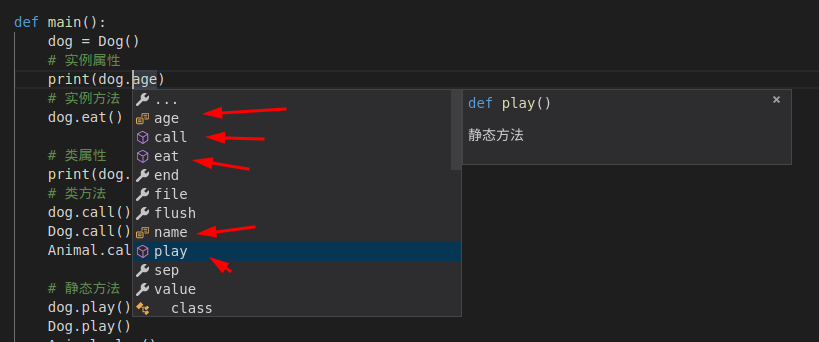 def main():
dog = Dog()
# 实例属性
print(dog.age)
# 实例方法
dog.eat()
# 类属性
print(dog.
# 类方法
dog.call()
Dog.call()
Animal.cal
# 静态方法
dog.play()
Dog.play()
...
age
call
eat
end
file
flush
name
play
sep
value
class
def play()
×
静态方法